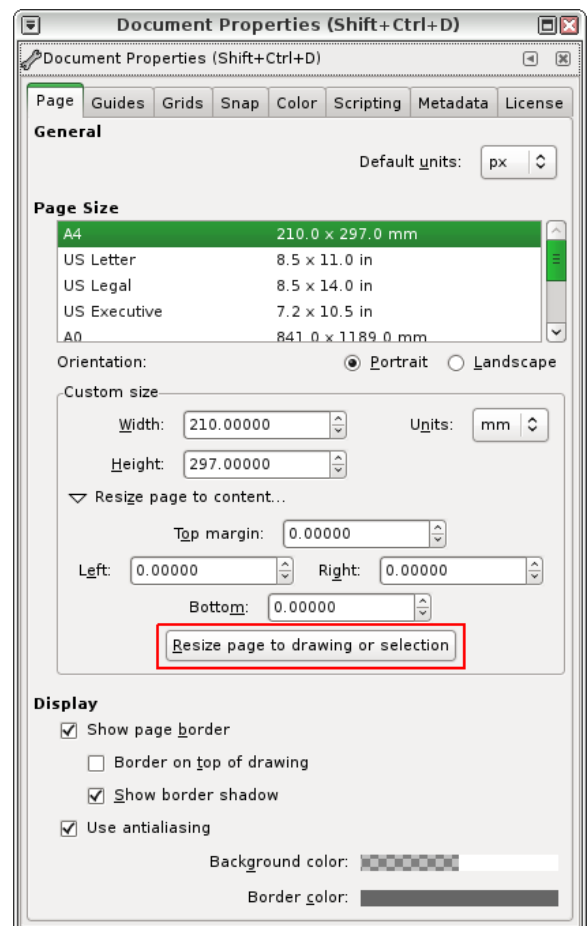 Document Properties (Shift+Ctrl+D)
Document Properties (Shift+Ctrl+D)
Page Guides Grids Snap Color Scripting Metadata License
General
Default units: px
Page Size
A4 210.0 x 297.0 mm
US Letter 8.5 x 11.0 in
US Legal 8.5 x 14.0 in
US Executive 7.2 x 10.5 in
A0 841.0 x 1189.0 mm
Orientation: Portrait Landscape
Custom size
Width: 210.00000 Units: mm
Height: 297.00000
Resize page to content...
Top margin: 0.00000
Left: 0.00000 Right: 0.00000
Bottom: 0.00000
Resize page to drawing or selection
Display
Show page border
Border on top of drawing
Show border shadow
Use antialiasing
Background color:
Border color: